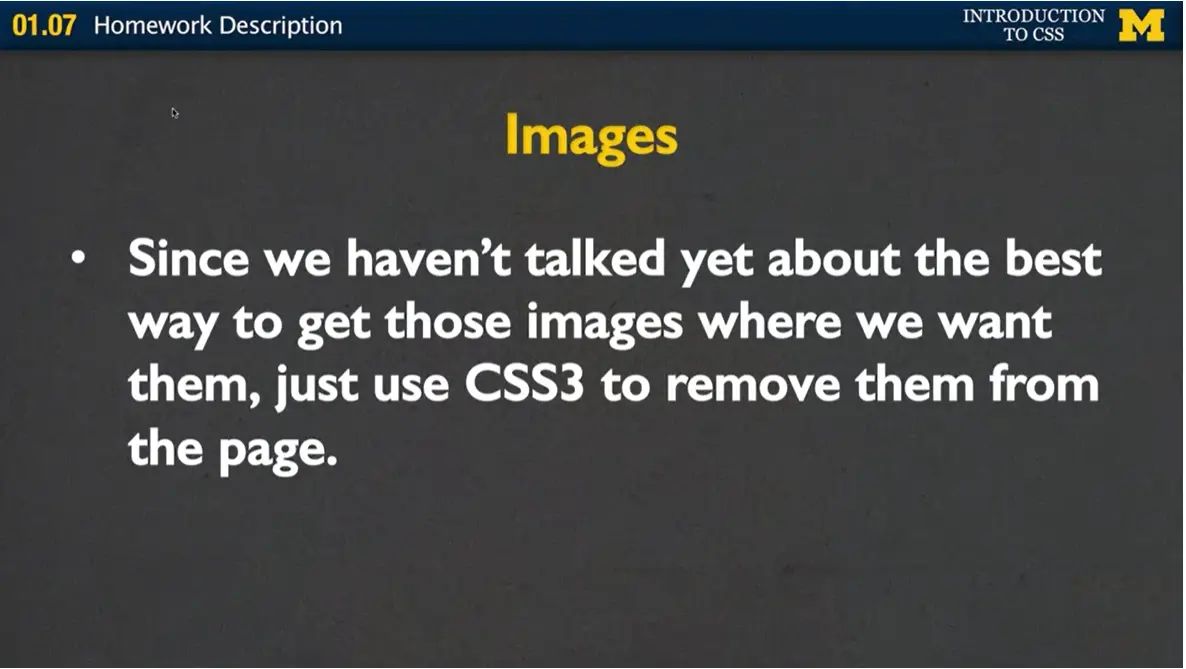 01.07 Homework Description
INTRODUCTION
TO CSS
M
Images
• Since we haven’t talked yet about the best
way to get those images where we want
them, just use CSS3 to remove them from
the page.